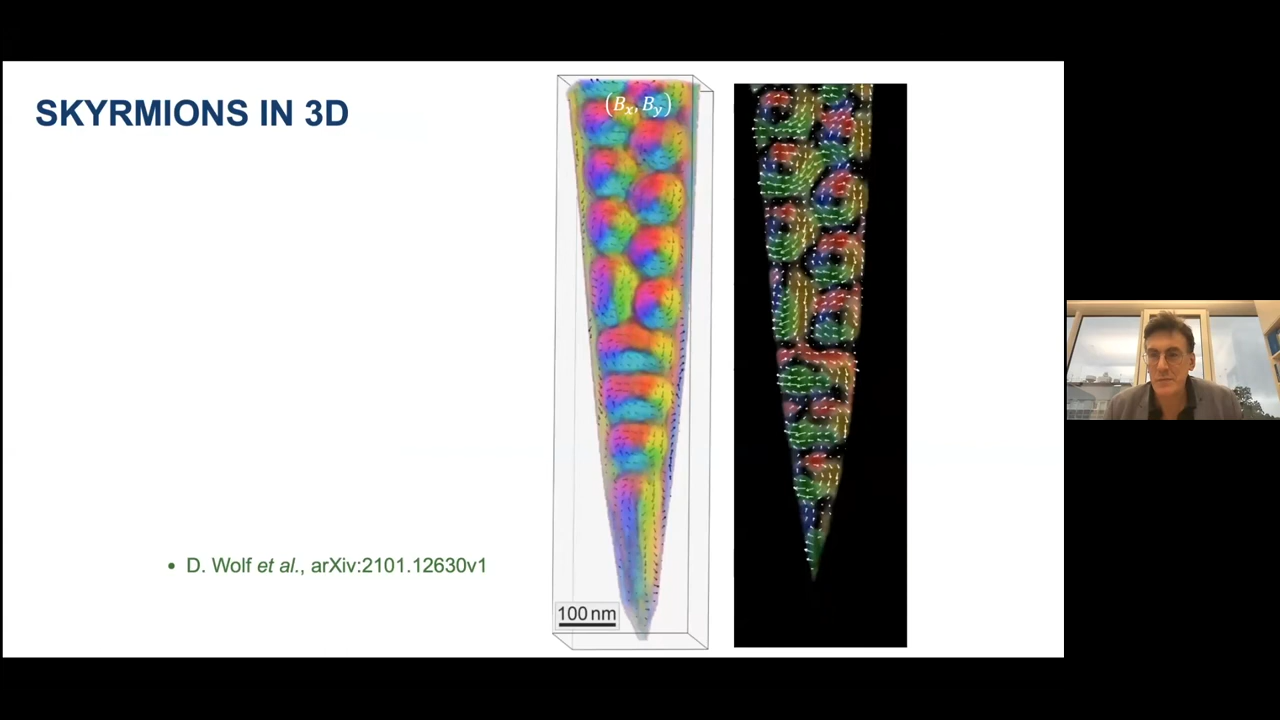 SKYRMIONS IN 3D
(Bx, By)
• D. Wolf et al., arXiv:2101.12630v1
100 nm